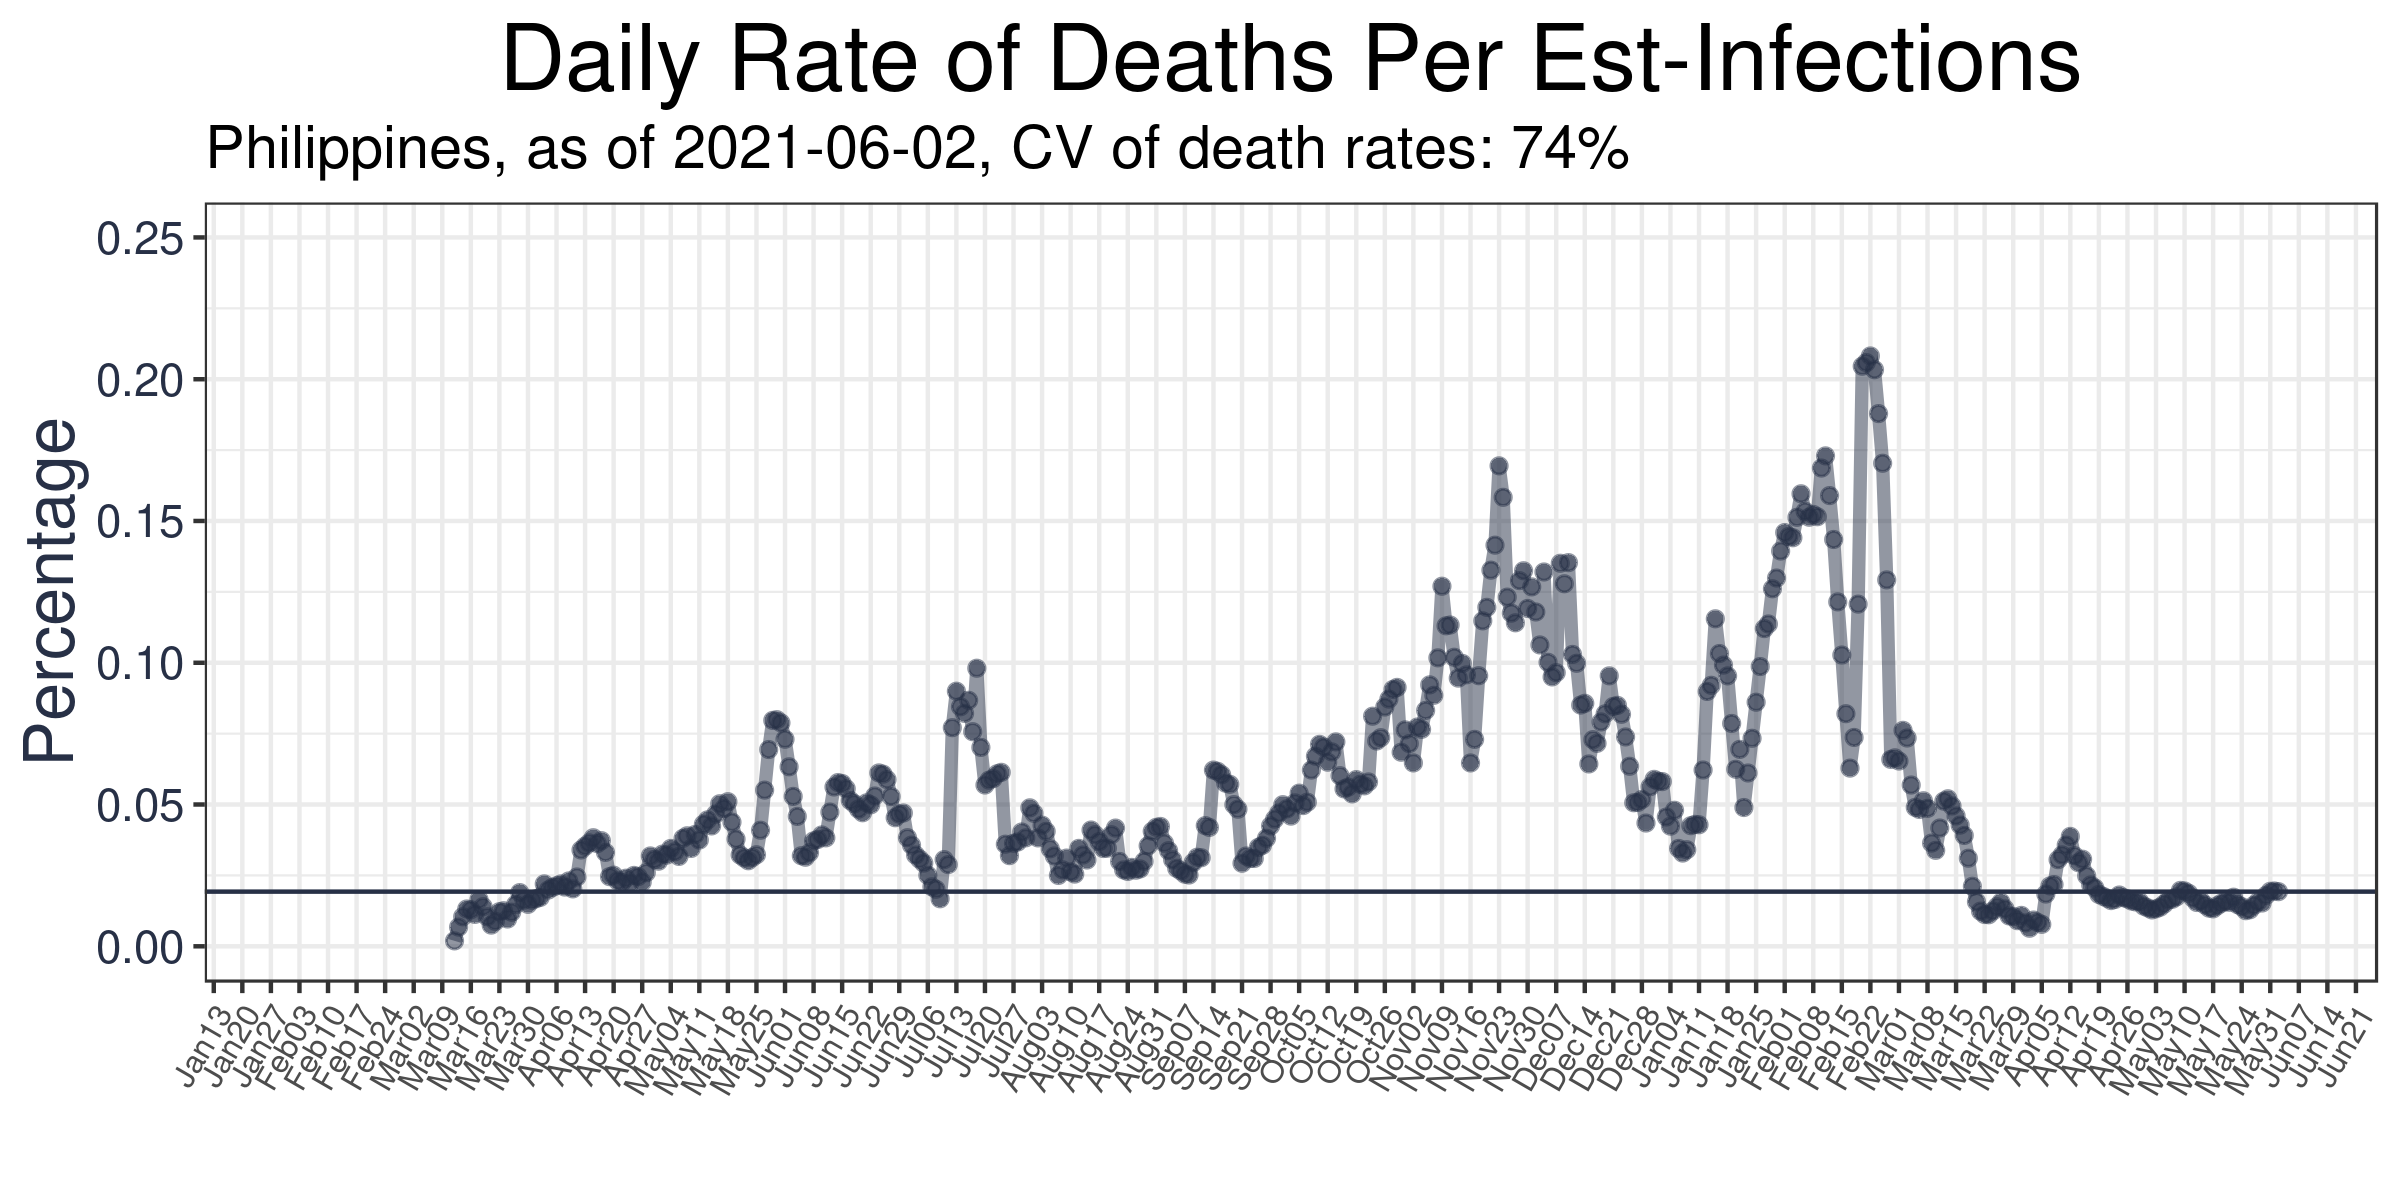 Daily Rate of Deaths Per Est-Infections
Philippines, as of 2021-06-02, CV of death rates: 74%
Percentage
0.25
0.20
0.15
0.10
0.05
0.00
Jan13
Jan20
Jan27
Feb03
Feb10
Feb17
Feb24
Mar02
Mar09
Mar16
Mar23
Mar30
Apr06
Apr13
Apr20
Apr27
May04
May11
May18
May25
Jun01
Jun08
Jun15
Jun22
Jun29
Jul06
Jul13
Jul20
Jul27
Aug03
Aug10
Aug17
Aug24
Aug31
Sep07
Sep14
Sep21
Sep28
Oct05
Oct12
Oct19
Oct26
Nov02
Nov09
Nov16
Nov23
Nov30
Dec07
Dec14
Dec21
Dec28
Jan04
Jan11
Jan18
Jan25
Feb01
Feb08
Feb15
Feb22
Mar01
Mar08
Mar15
Mar22
Mar29
Apr05
Apr12
Apr19
Apr26
May03
May10
May17
May24
May31
Jun07
Jun14
Jun21